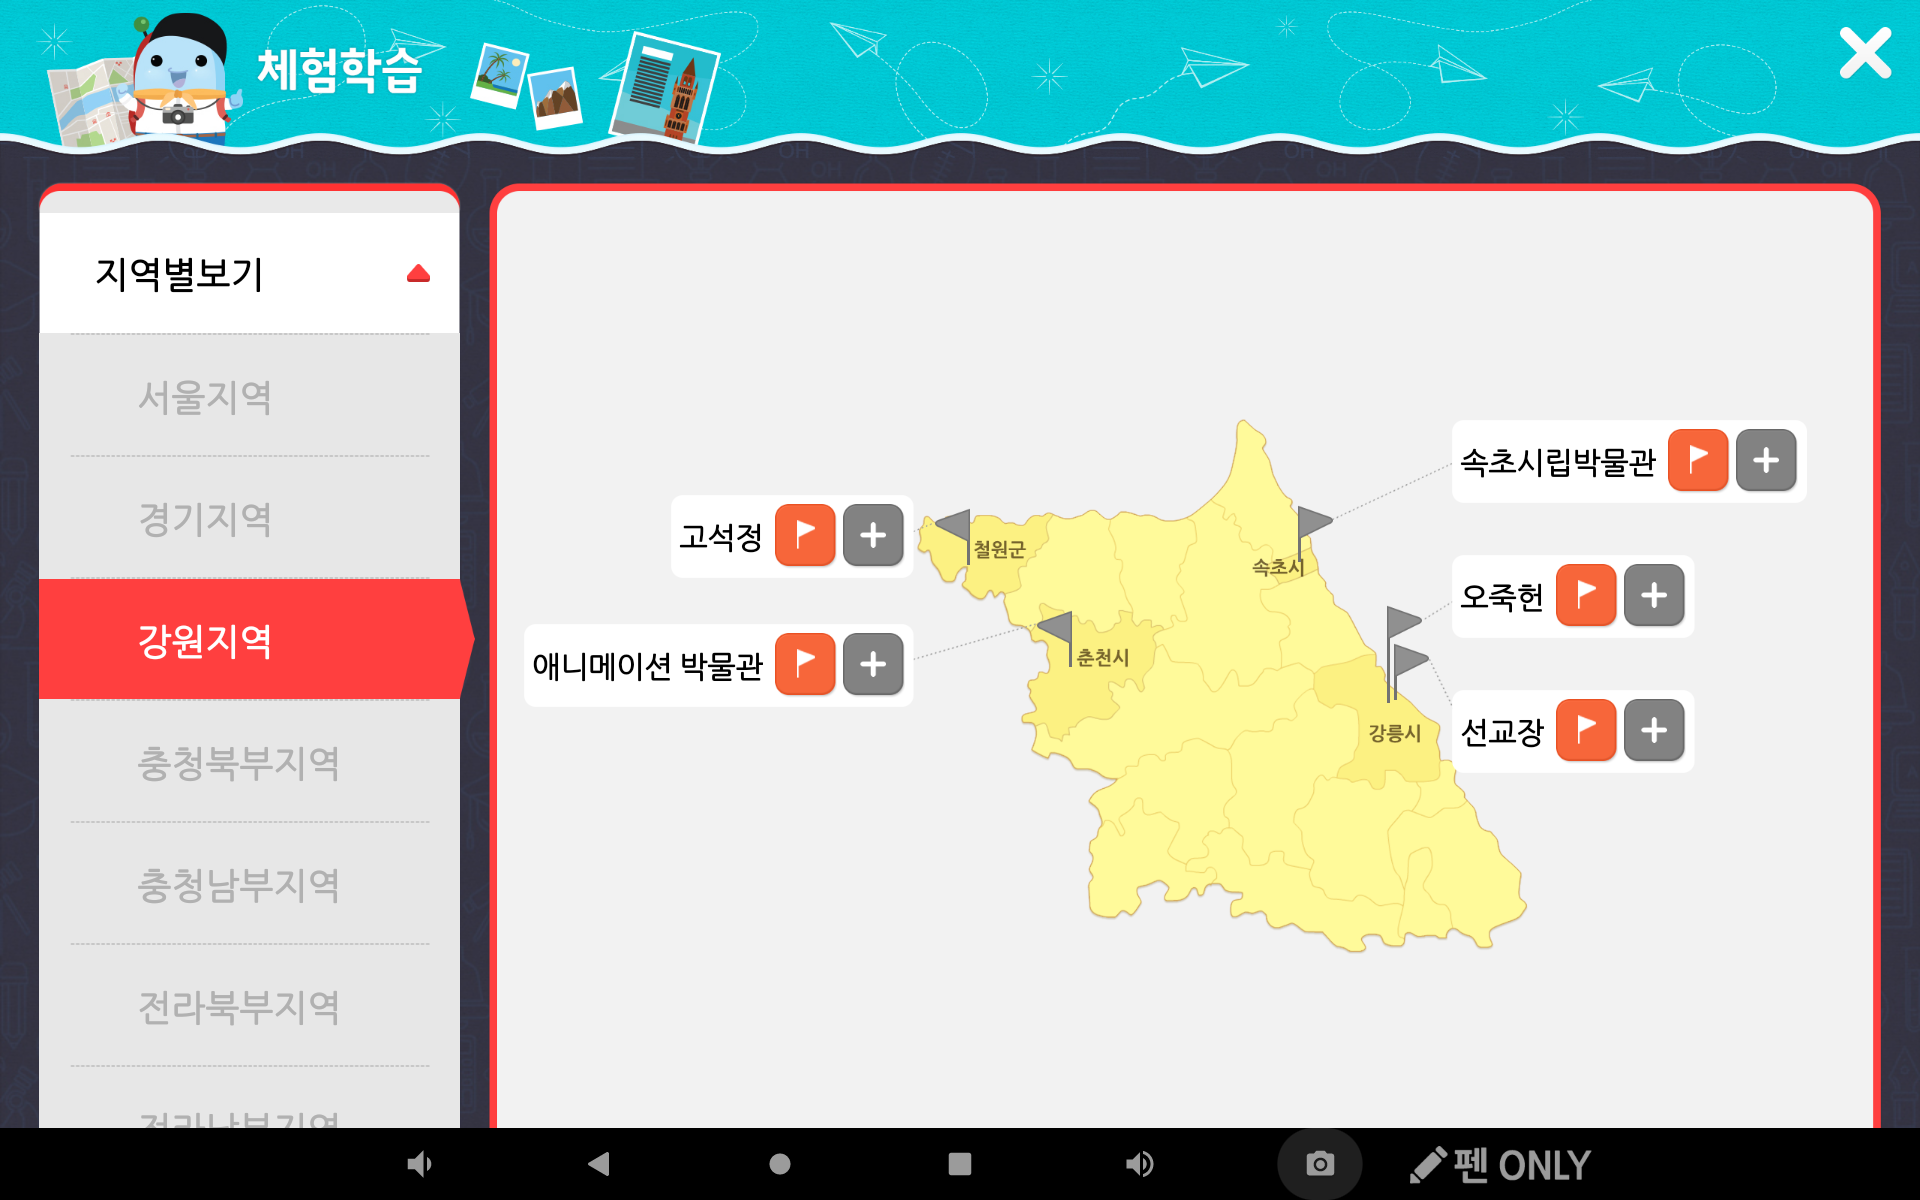 체험학습
지역별보기
서울지역
경기지역
강원지역
충청북부지역
충청남부지역
전라북부지역
고석정
애니메이션 박물관
철원군
춘천시
속초시
강릉시
속초시립박물관
오죽헌
선교장
펜 ONLY